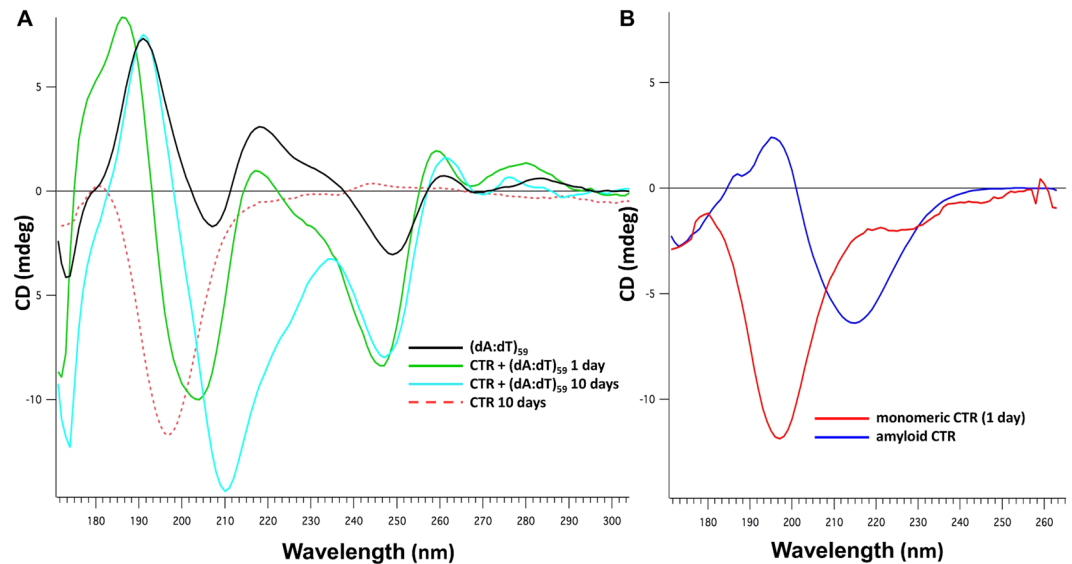 A
CD (mdeg)
5
0
5
-10
(dA:dT)59
CTR + (dA:dT)59 1 day
CTR + (dA:dT)59 10 days
CTR 10 days
180 190 200 210 220 230 240 250 260 270 280 290 300
Wavelength (nm)
B
CD (mdeg)
5
0
-5
-10
monomeric CTR (1 day)
amyloid CTR
180 190 200 210 220 230 240 250 260
Wavelength (nm)